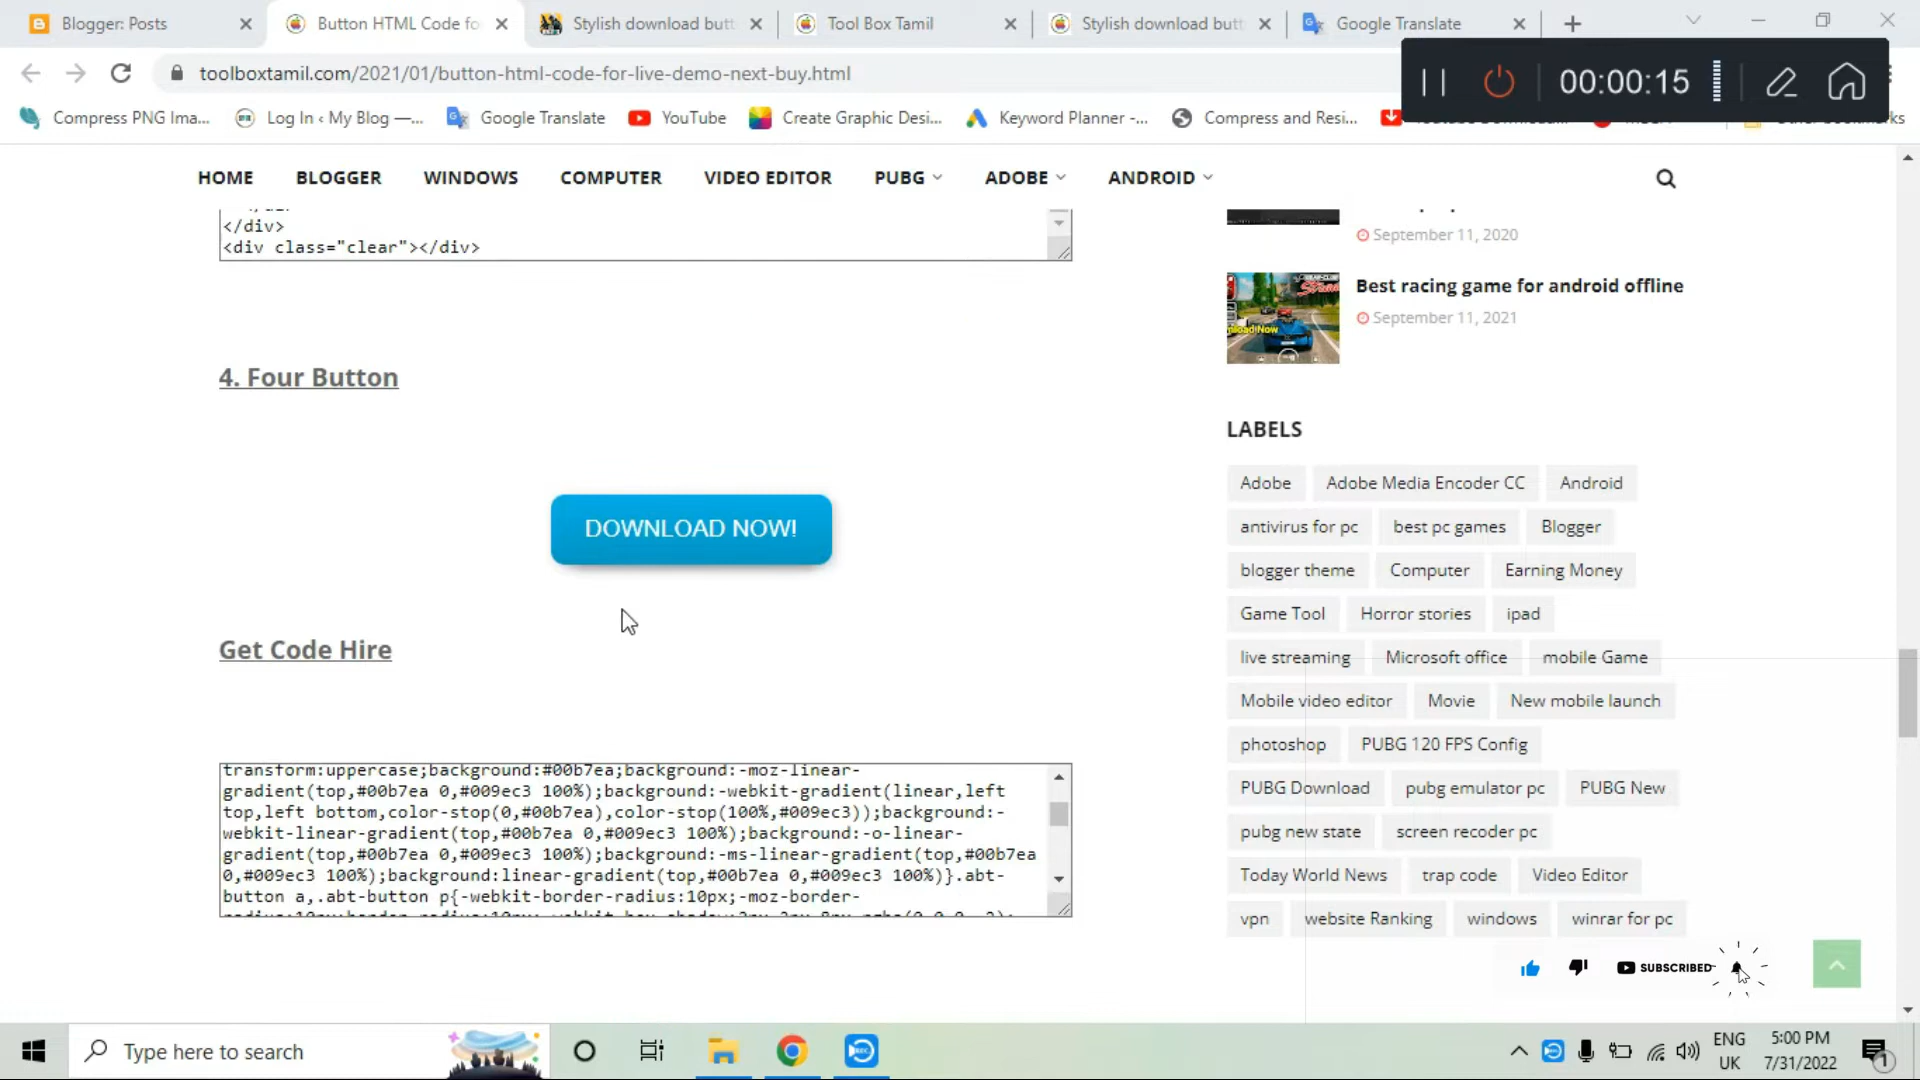 Blogger: Posts
Button HTML Code fo
Stylish download butt
Tool Box Tamil
Stylish download butt
Google Translate
toolboxtamil.com/2021/01/button-html-code-for-live-demo-next-buy.html
00:00:15
Compress PNG Ima...
Log In ‹ My Blog —...
Google Translate
YouTube
Create Graphic Desi...
Keyword Planner -...
Compress and Resi...
HOME
BLOGGER
WINDOWS
COMPUTER
VIDEO EDITOR
PUBG
ADOBE
ANDROID
</div>
<div class="clear"></div>
4. Four Button
DOWNLOAD NOW!
Get Code Hire
transform:uppercase;background:#00b7ea;background:-moz-linear-
gradient(top,#00b7ea 0,#009ec3 100%);background:-webkit-gradient(linear,left
top,left bottom,color-stop(0,#00b7ea),color-stop(100%,#009ec3));background:-
webkit-linear-gradient(top,#00b7ea 0,#009ec3 100%);background:-o-linear-
gradient(top,#00b7ea 0,#009ec3 100%);background:-ms-linear-gradient(top,#00b7ea
0,#009ec3 100%);background:linear-gradient(top,#00b7ea 0,#009ec3 100%)}.abt-
button a,.abt-button p{-webkit-border-radius:10px;-moz-border-
September 11, 2020
Best racing game for android offline
September 11, 2021
LABELS
Adobe
Adobe Media Encoder CC
Android
antivirus for pc
best pc games
Blogger
blogger theme
Computer
Earning Money
Game Tool
Horror stories
ipad
live streaming
Microsoft office
mobile Game
Mobile video editor
Movie
New mobile launch
photoshop
PUBG 120 FPS Config
PUBG Download
pubg emulator pc
PUBG New
pubg new state
screen recoder pc
Today World News
trap code
Video Editor
vpn
website Ranking
windows
winrar for pc
SUBSCRIBED
Type here to search
ENG
UK
5:00 PM
7/31/2022
1